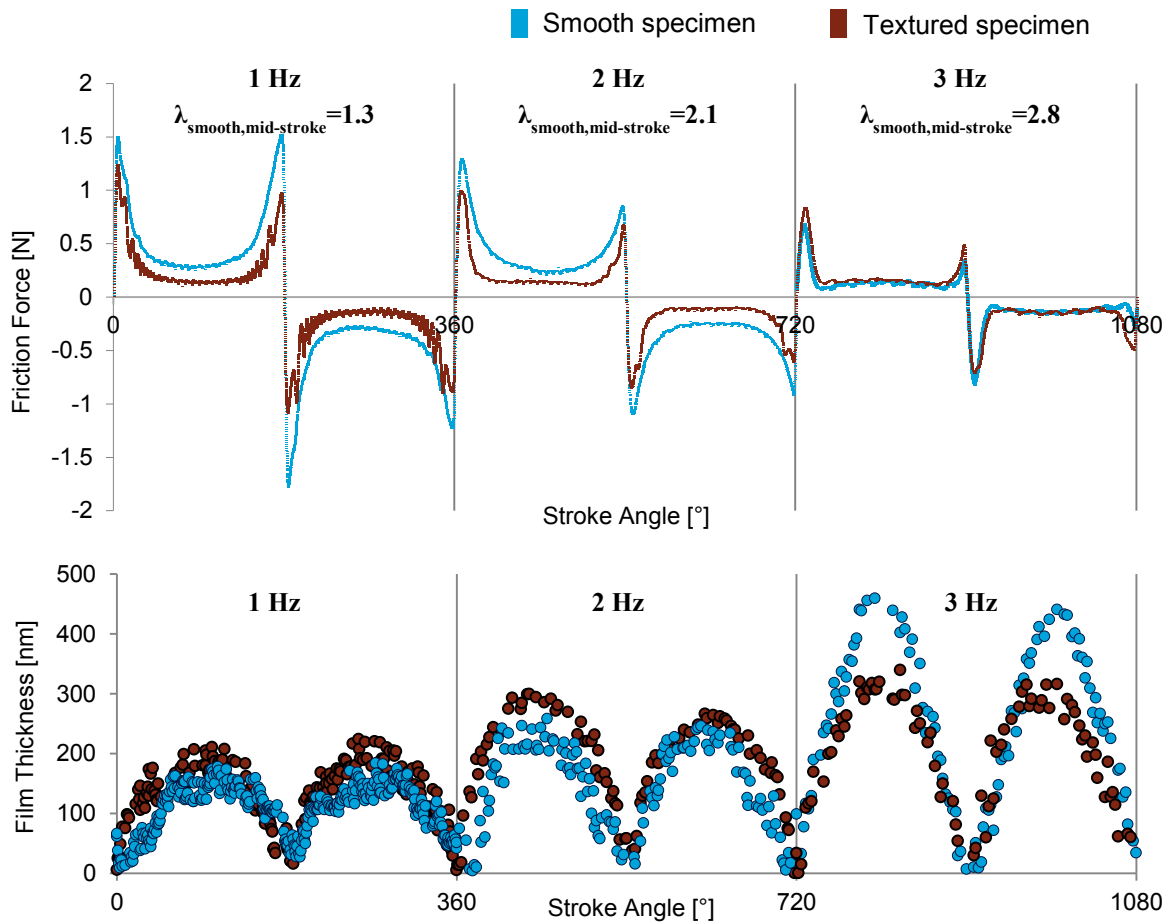 Smooth specimen
Textured specimen
1 Hz
2 Hz
3 Hz
λsmooth,mid-stroke=1.3
λsmooth,mid-stroke=2.1
λsmooth,mid-stroke=2.8
Friction Force [N]
2
1.5
1
0.5
0
-0.5
-1
-1.5
-2
0
360
720
1080
Stroke Angle [°]
Film Thickness [nm]
500
400
300
200
100
0
1 Hz
2 Hz
3 Hz
0
360
720
1080
Stroke Angle [°]